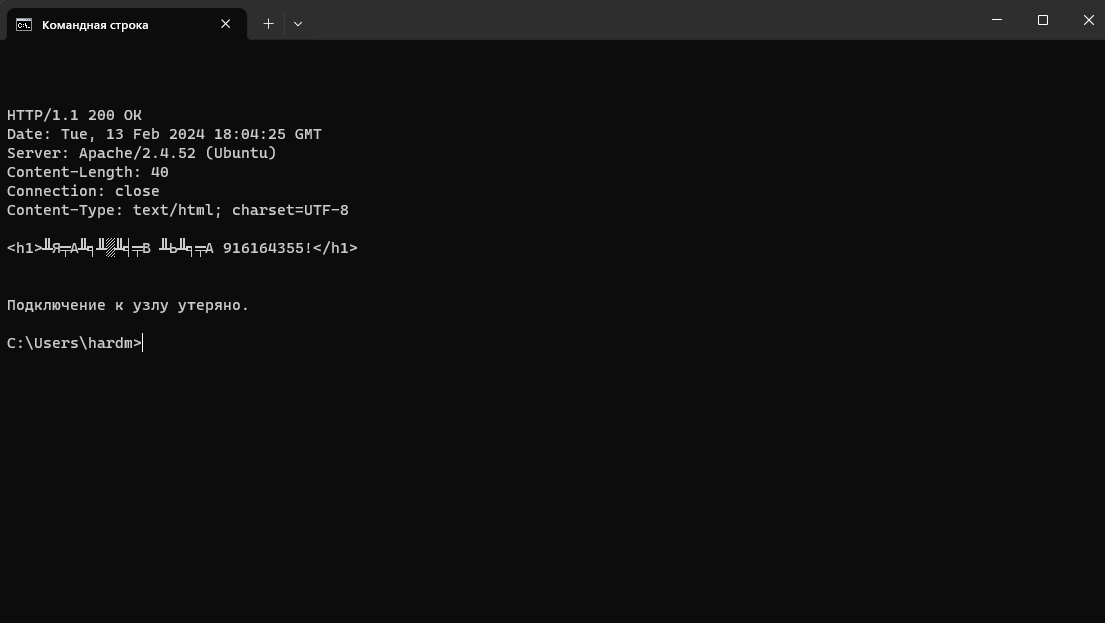 Командная строка
HTTP/1.1 200 OK
Date: Tue, 13 Feb 2024 18:04:25 GMT
Server: Apache/2.4.52 (Ubuntu)
Content-Length: 40
Connection: close
Content-Type: text/html; charset=UTF-8
<h1>╨Я╤А╨╕╨▓╨╡╤В ╨Ь╨╕╤А 916164355!</h1>
Подключение к узлу утеряно.
C:\Users\hardm>